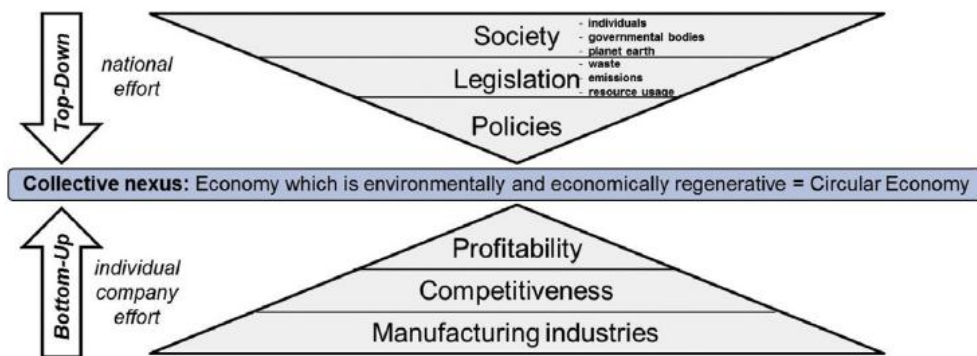 Top-Down
national
effort
Society
- individuals
- governmental bodies
- planet earth
Legislation
- waste
- emissions
- resource usage
Policies
Collective nexus: Economy which is environmentally and economically regenerative = Circular Economy
Bottom-Up
individual
company
effort
Profitability
Competitiveness
Manufacturing industries